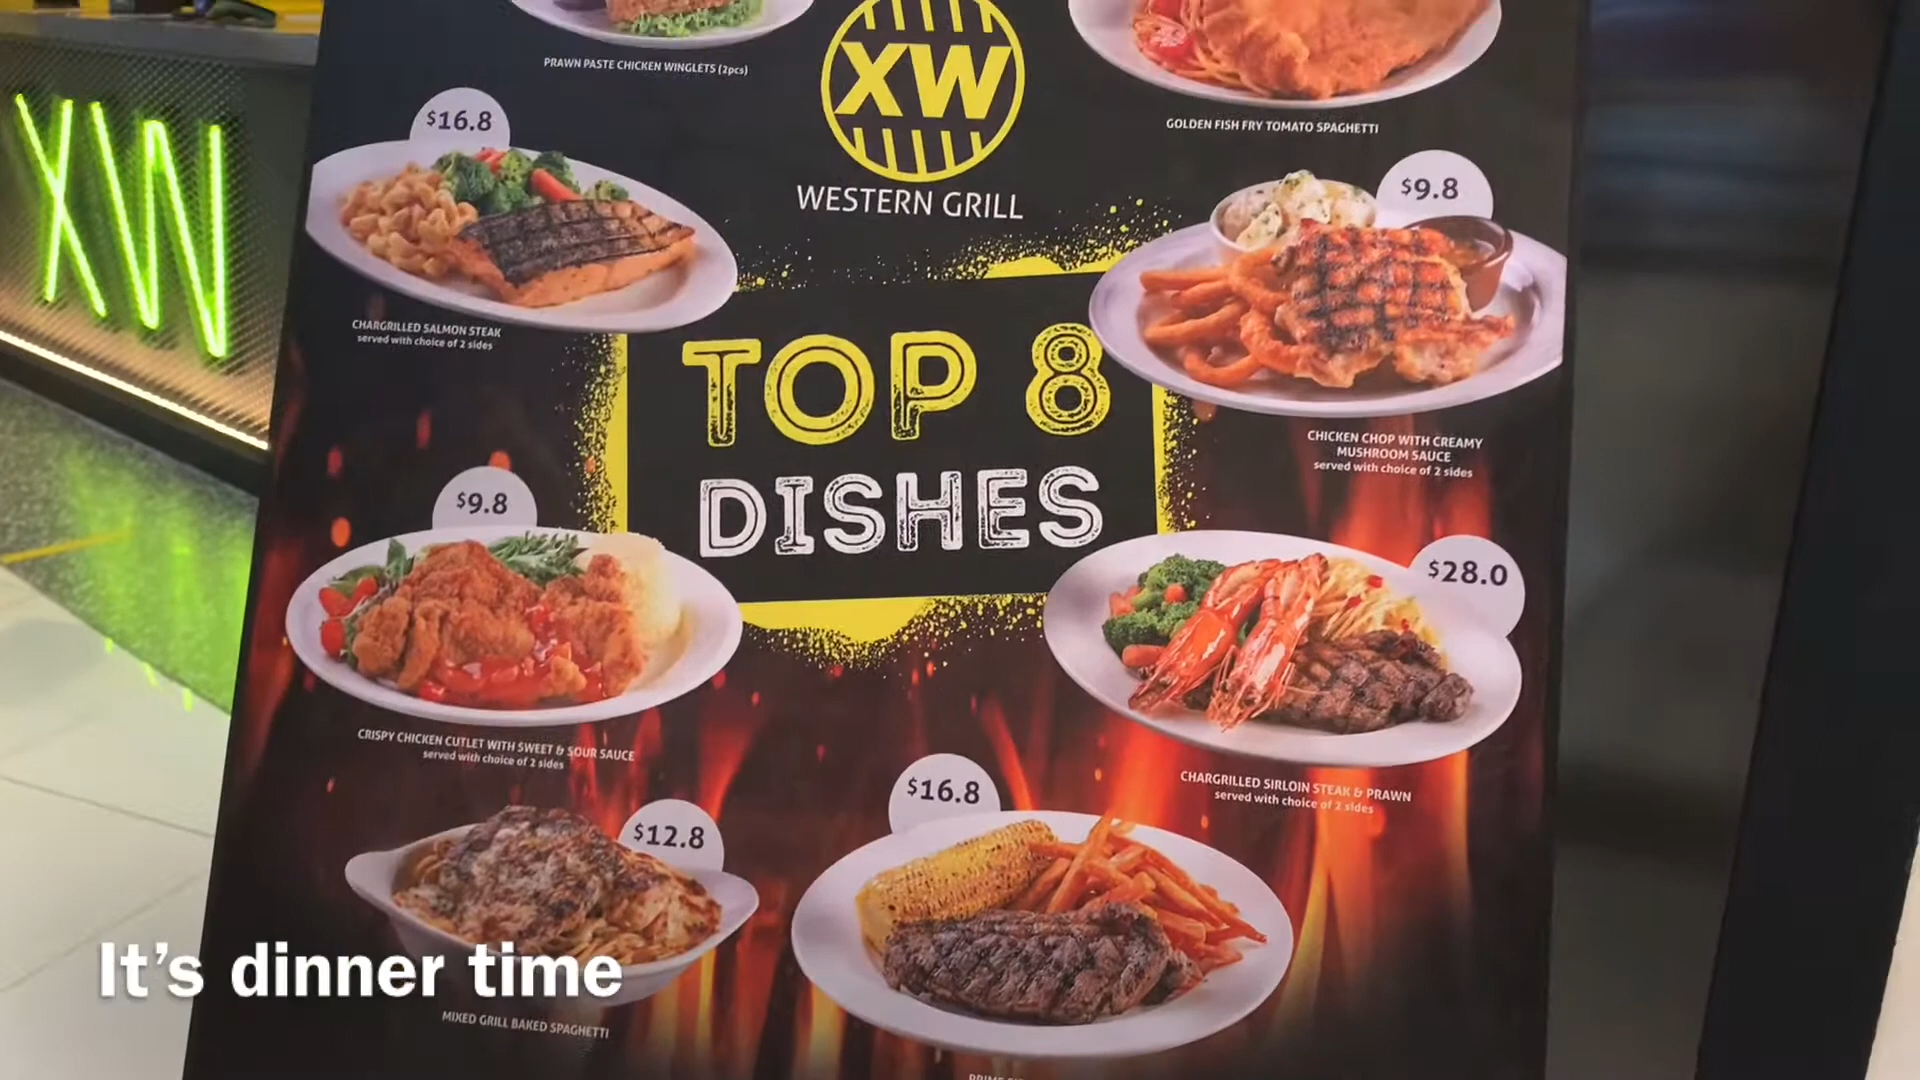 PRAWN PASTE CHICKEN WINGLETS (2pcs)
XW
WESTERN GRILL
GOLDEN FISH FRY TOMATO SPAGHETTI
XW
$16.8
CHARGRILLED SALMON STEAK
served with choice of 2 sides
$9.8
CHICKEN CHOP WITH CREAMY
MUSHROOM SAUCE
served with choice of 2 sides
TOP 8
DISHES
$9.8
CRISPY CHICKEN CUTLET WITH SWEET & SOUR SAUCE
served with choice of 2 sides
$28.0
CHARGRILLED SIRLOIN STEAK & PRAWN
served with choice of 2 sides
$12.8
MIXED GRILL BAKED SPAGHETTI
$16.8
It's dinner time